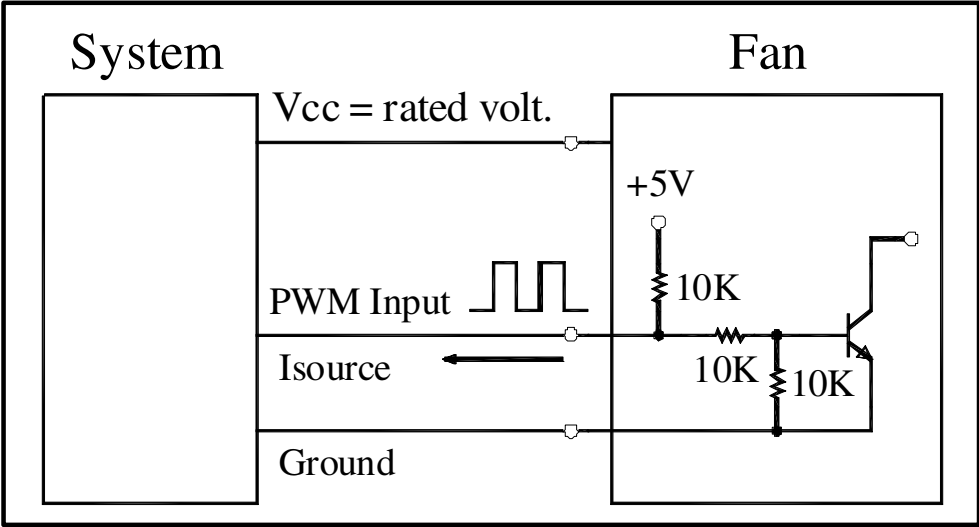 System
Fan
Vcc = rated volt.
+5V
10K
PWM Input
Isource
10K
10K
Ground